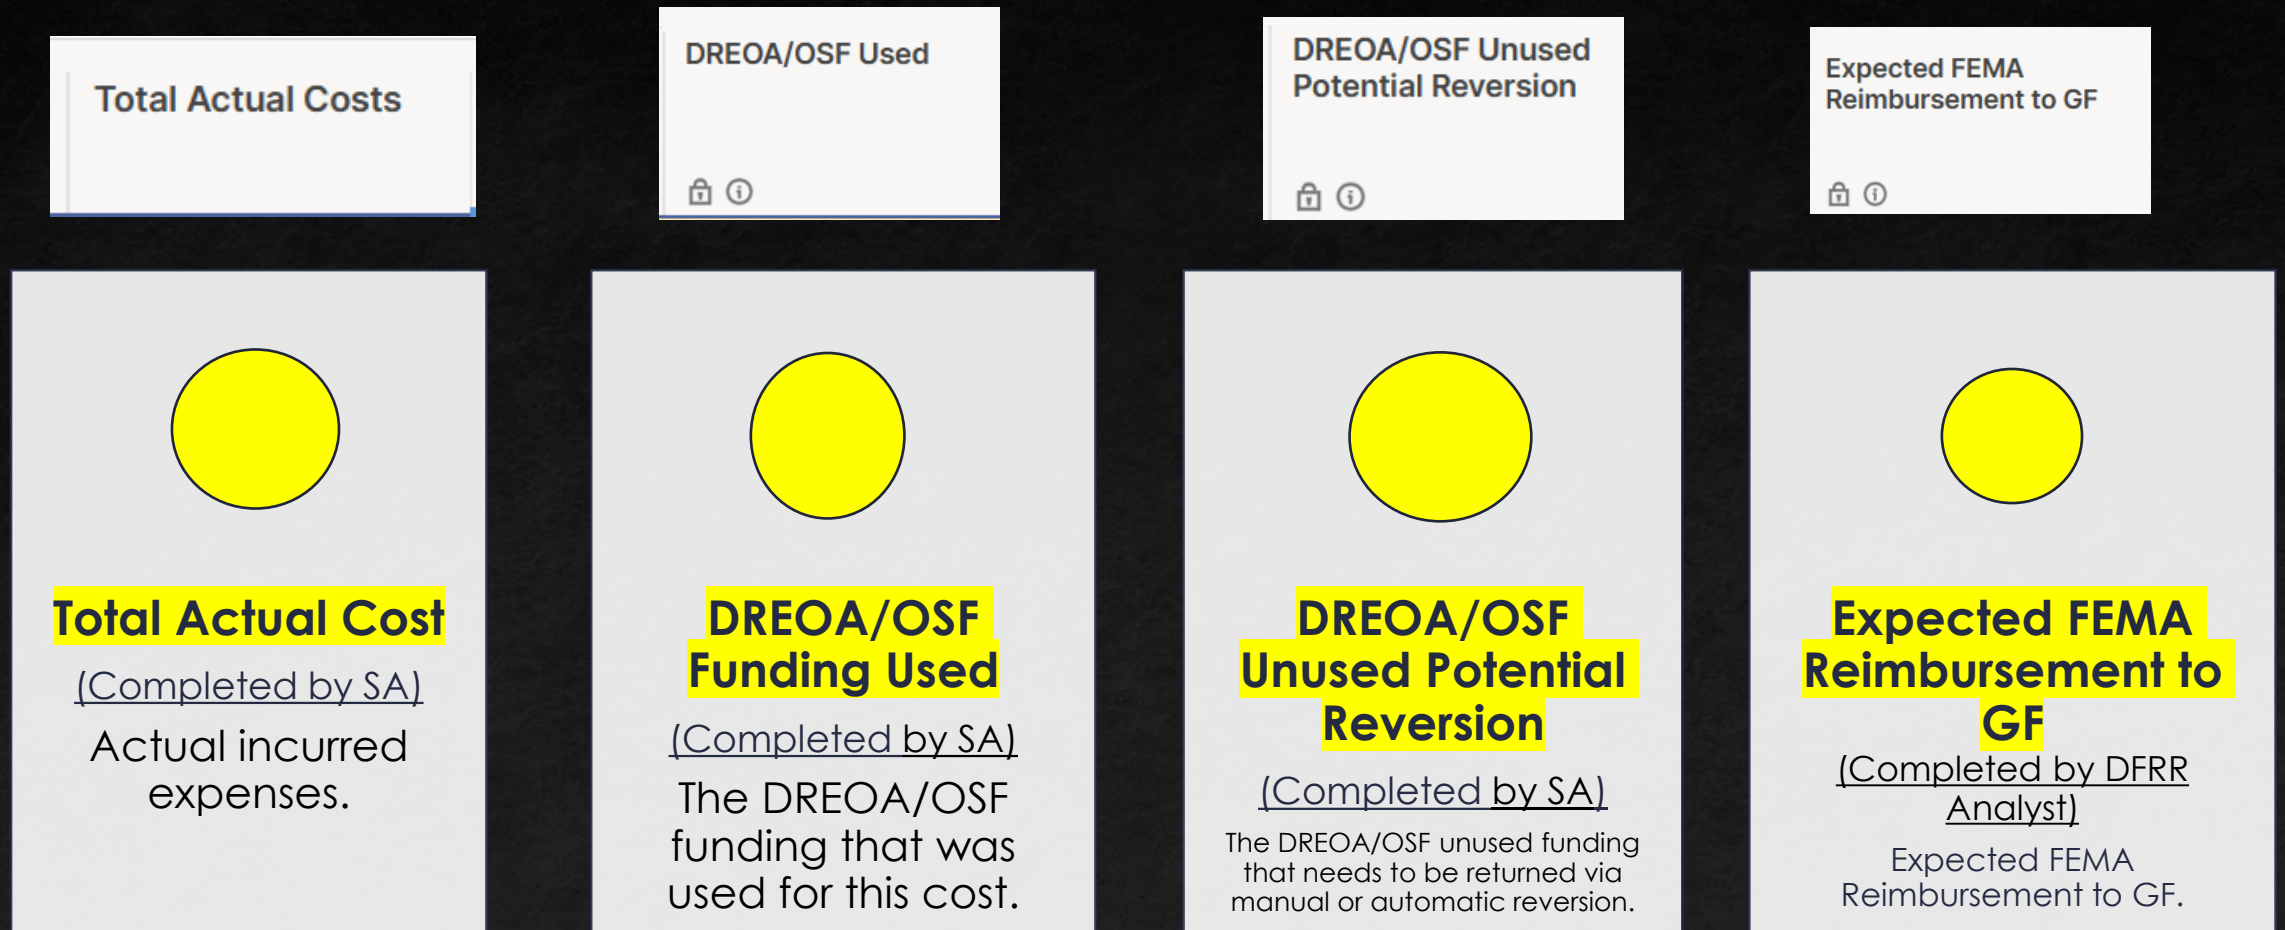 Total Actual Costs
DREOA/OSF Used
DREOA/OSF Unused
Potential Reversion
Expected FEMA
Reimbursement to GF
Total Actual Cost
(Completed by SA)
Actual incurred
expenses.
DREOA/OSF
Funding Used
(Completed by SA)
The DREOA/OSF
funding that was
used for this cost.
DREOA/OSF
Unused Potential
Reversion
(Completed by SA)
The DREOA/OSF unused funding
that needs to be returned via
manual or automatic reversion.
Expected FEMA
Reimbursement to
GF
(Completed by DFRR
Analyst)
Expected FEMA
Reimbursement to GF.